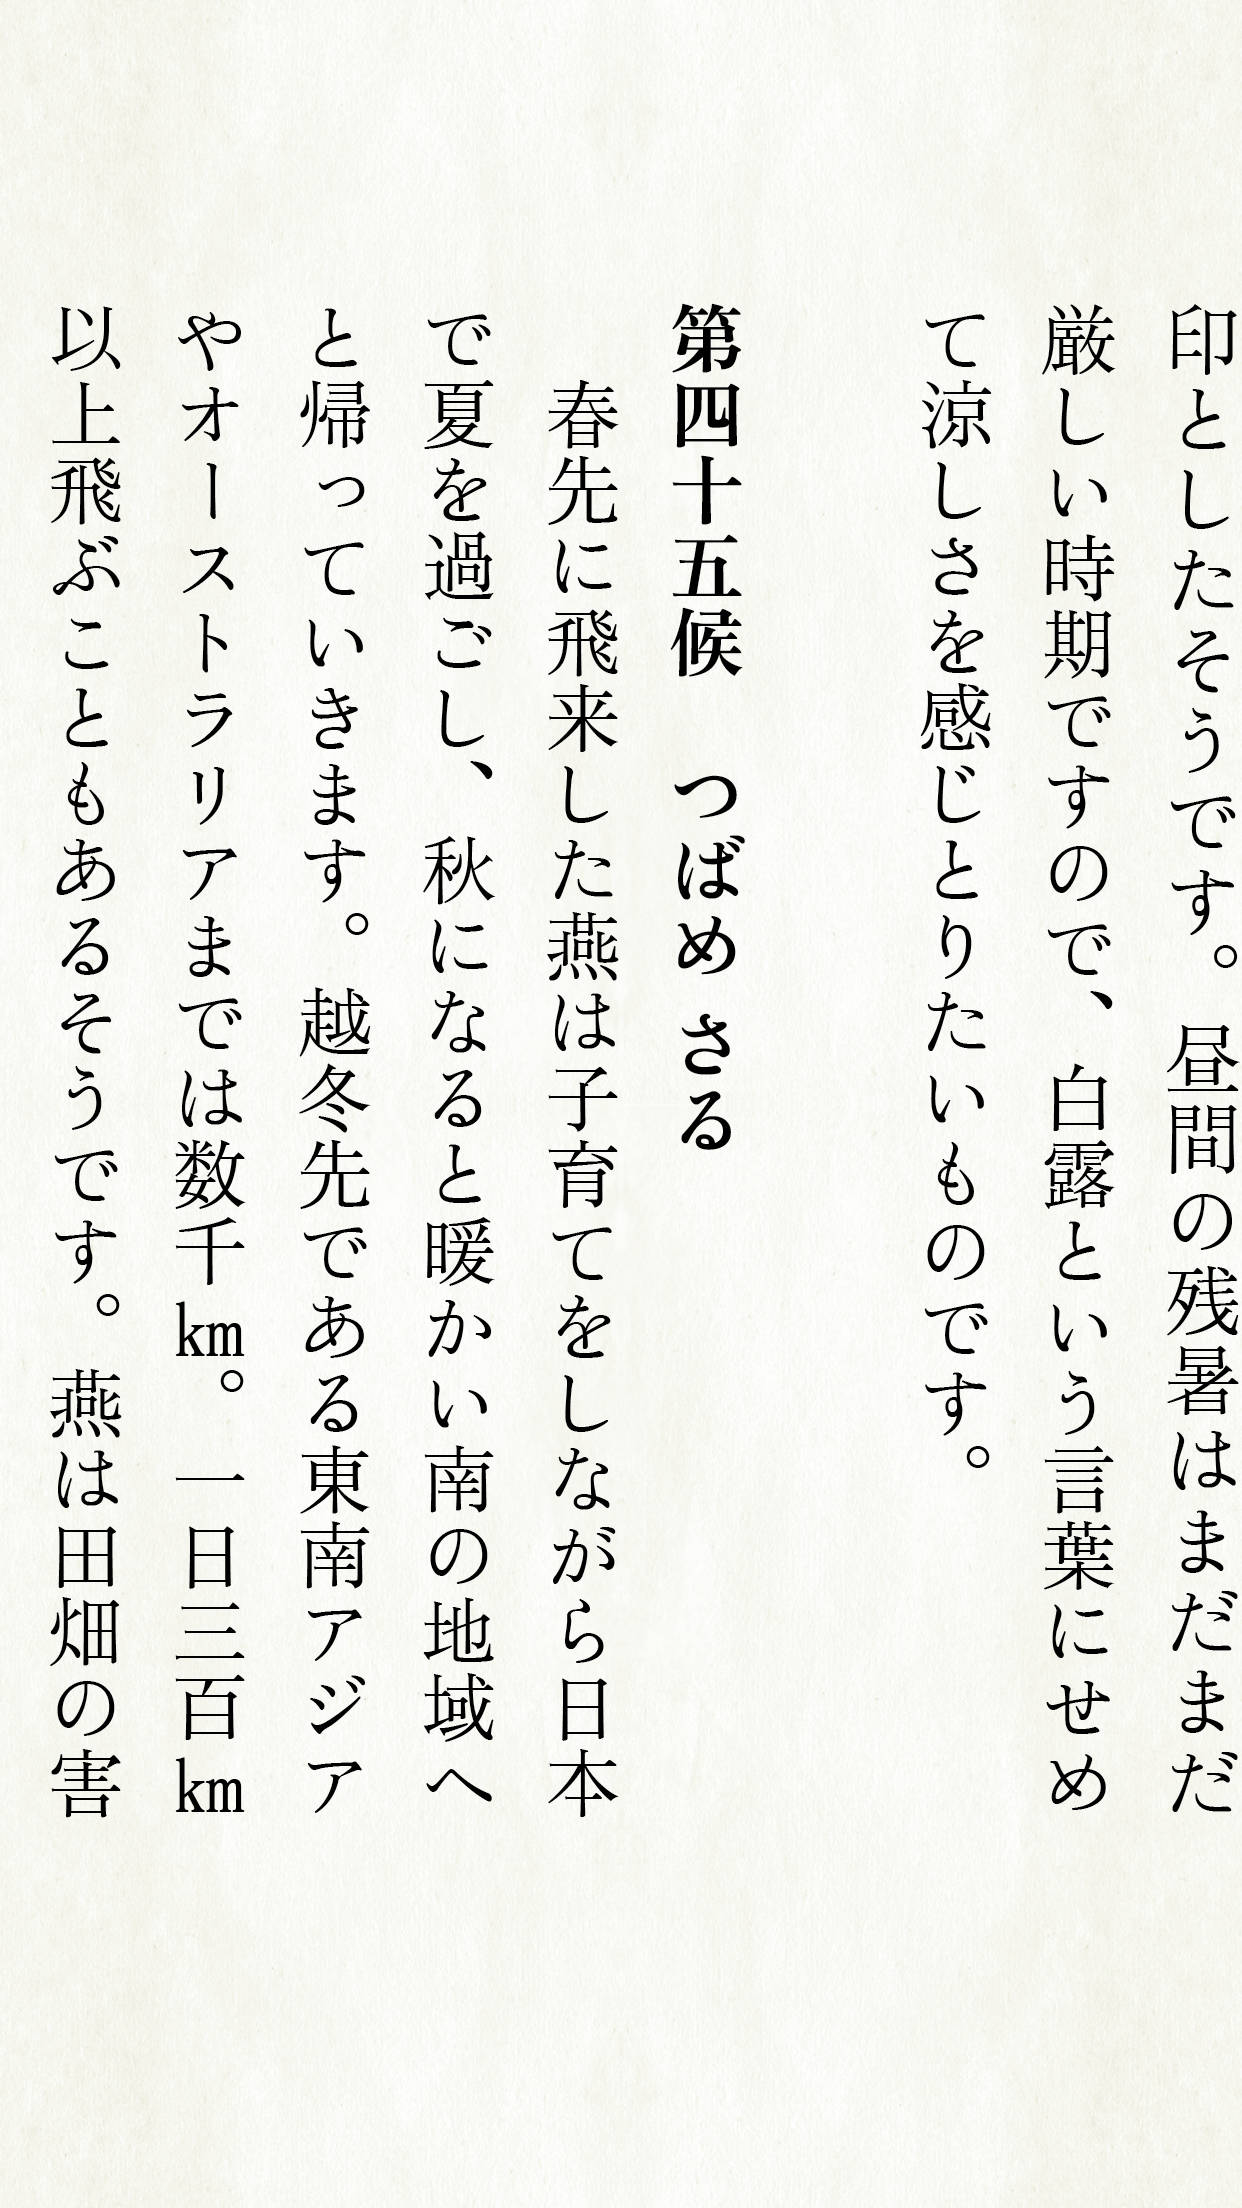 印としたそうです。昼間の残暑はまだまだ
厳しい時期ですので、白露という言葉にせめ
て涼しさを感じとりたいものです。
第四十五候　つばめ さる
　春先に飛来した燕は子育てをしながら日本
で夏を過ごし、秋になると暖かい南の地域へ
と帰っていきます。越冬先である東南アジア
やオーストラリアまでは数千km。一日三百km
以上飛ぶこともあるそうです。燕は田畑の害